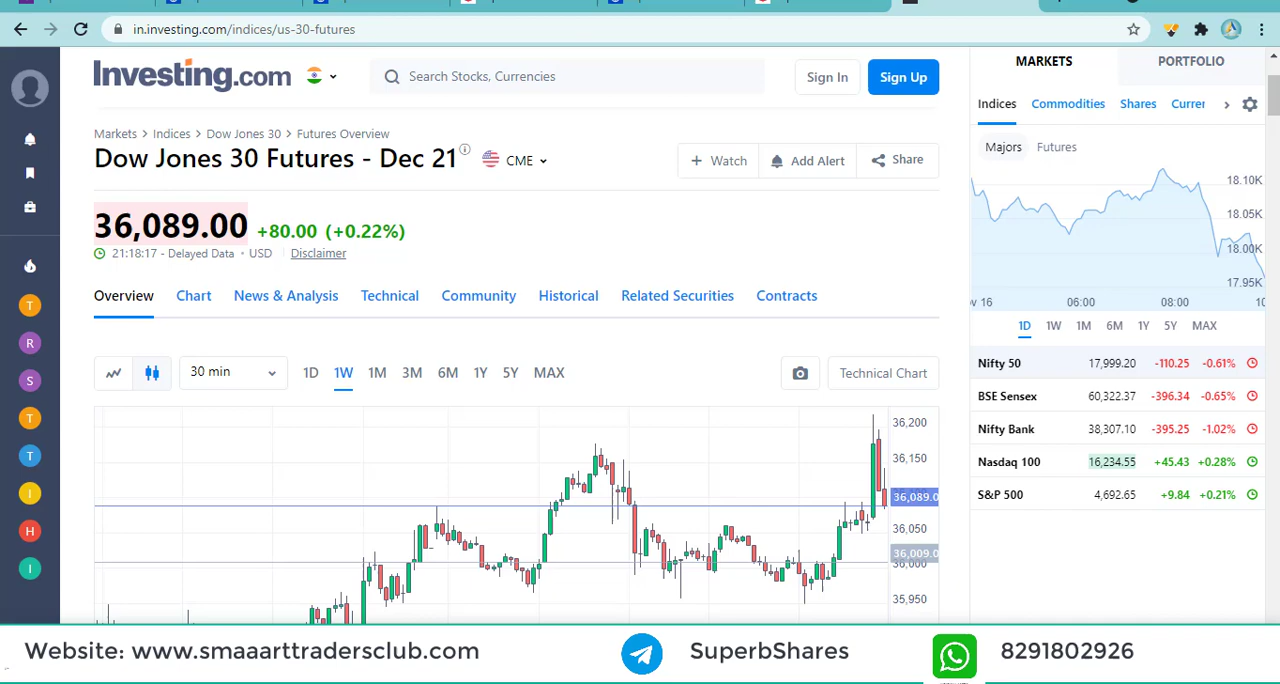 in.investing.com/indices/us-30-futures
Investing.com
Search Stocks, Currencies
Sign In
Sign Up
Markets > Indices > Dow Jones 30 > Futures Overview
Dow Jones 30 Futures - Dec 21
CME
+ Watch
Add Alert
Share
36,089.00 +80.00 (+0.22%)
21:18:17 - Delayed Data • USD
Disclaimer
Overview Chart News & Analysis Technical Community Historical Related Securities Contracts
30 min
1D 1W 1M 3M 6M 1Y 5Y MAX
Technical Chart
36,200
36,150
36,089.0
36,050
36,009.0
36,000
35,950
MARKETS PORTFOLIO
Indices Commodities Shares Currer
Majors Futures
18.10K
18.05K
18.00K
17.95K
v 16 06:00 08:00 10
1D 1W 1M 6M 1Y 5Y MAX
Nifty 50 17,999.20 -110.25 -0.61%
BSE Sensex 60,322.37 -396.34 -0.65%
Nifty Bank 38,307.10 -395.25 -1.02%
Nasdaq 100 16,234.55 +45.43 +0.28%
S&P 500 4,692.65 +9.84 +0.21%
T
R
S
T
T
I
H
I
Website: www.smaaarttradersclub.com
SuperbShares
8291802926